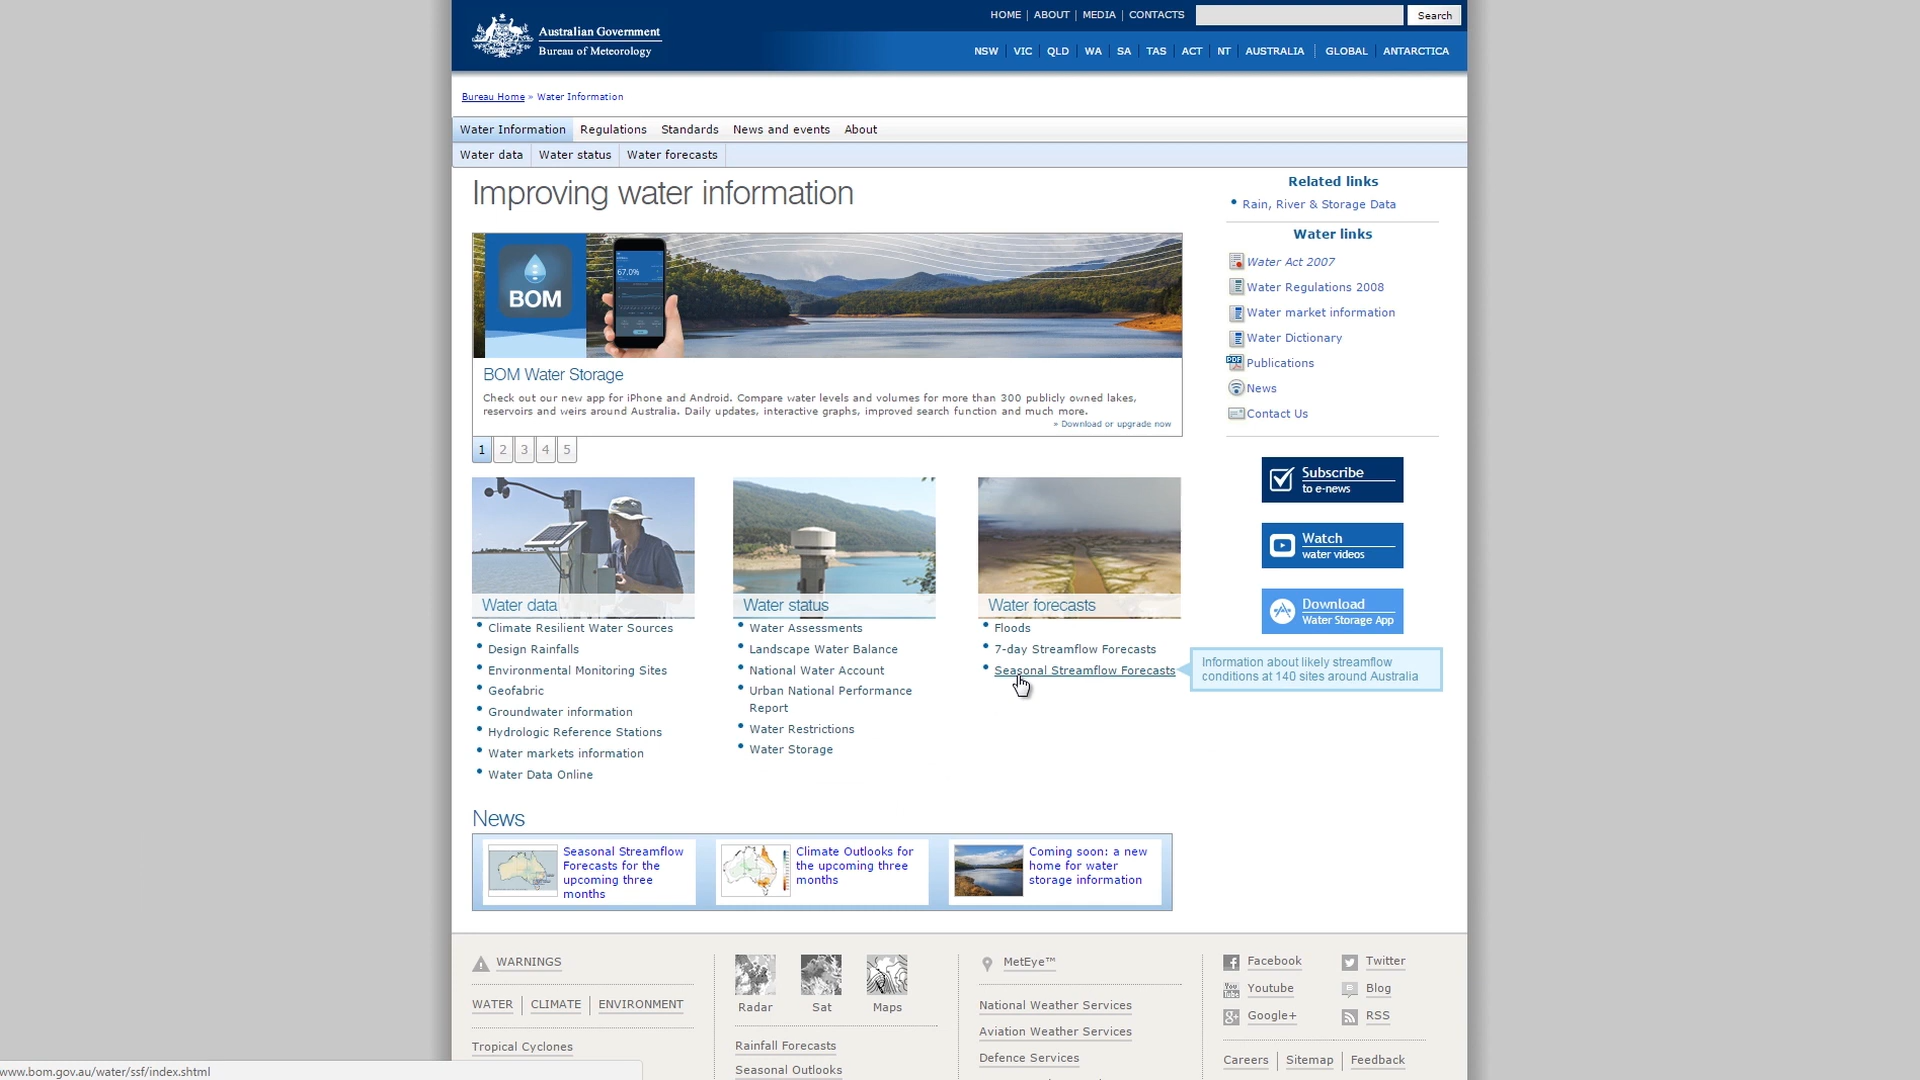 HOME | ABOUT | MEDIA | CONTACTS
Search
Australian Government
Bureau of Meteorology
NSW VIC QLD WA SA TAS ACT NT AUSTRALIA GLOBAL ANTARCTICA
Bureau Home » Water Information
Water Information Regulations Standards News and events About
Water data Water status Water forecasts
Improving water information
BOM
67.0%
BOM Water Storage
Check out our new app for iPhone and Android. Compare water levels and volumes for more than 300 publicly owned lakes,
reservoirs and weirs around Australia. Daily updates, interactive graphs, improved search function and much more.
» Download or upgrade now
1 2 3 4 5
Water data
Climate Resilient Water Sources
Design Rainfalls
Environmental Monitoring Sites
Geofabric
Groundwater information
Hydrologic Reference Stations
Water markets information
Water Data Online
Water status
Water Assessments
Landscape Water Balance
National Water Account
Urban National Performance
Report
Water Restrictions
Water Storage
Water forecasts
Floods
7-day Streamflow Forecasts
Seasonal Streamflow Forecasts
Information about likely streamflow
conditions at 140 sites around Australia
Related links
Rain, River & Storage Data
Water links
Water Act 2007
Water Regulations 2008
Water market information
Water Dictionary
PDF
Publications
News
Contact Us
Subscribe
to e-news
Watch
water videos
Download
Water Storage App
News
Seasonal Streamflow
Forecasts for the
upcoming three
months
Climate Outlooks for
the upcoming three
months
Coming soon: a new
home for water
storage information
WARNINGS
WATER CLIMATE ENVIRONMENT
Tropical Cyclones
Radar Sat Maps
Rainfall Forecasts
Seasonal Outlooks
MetEye™
National Weather Services
Aviation Weather Services
Defence Services
Facebook
Twitter
Youtube
Blog
Google+
RSS
Careers Sitemap Feedback
www.bom.gov.au/water/ssf/index.shtml